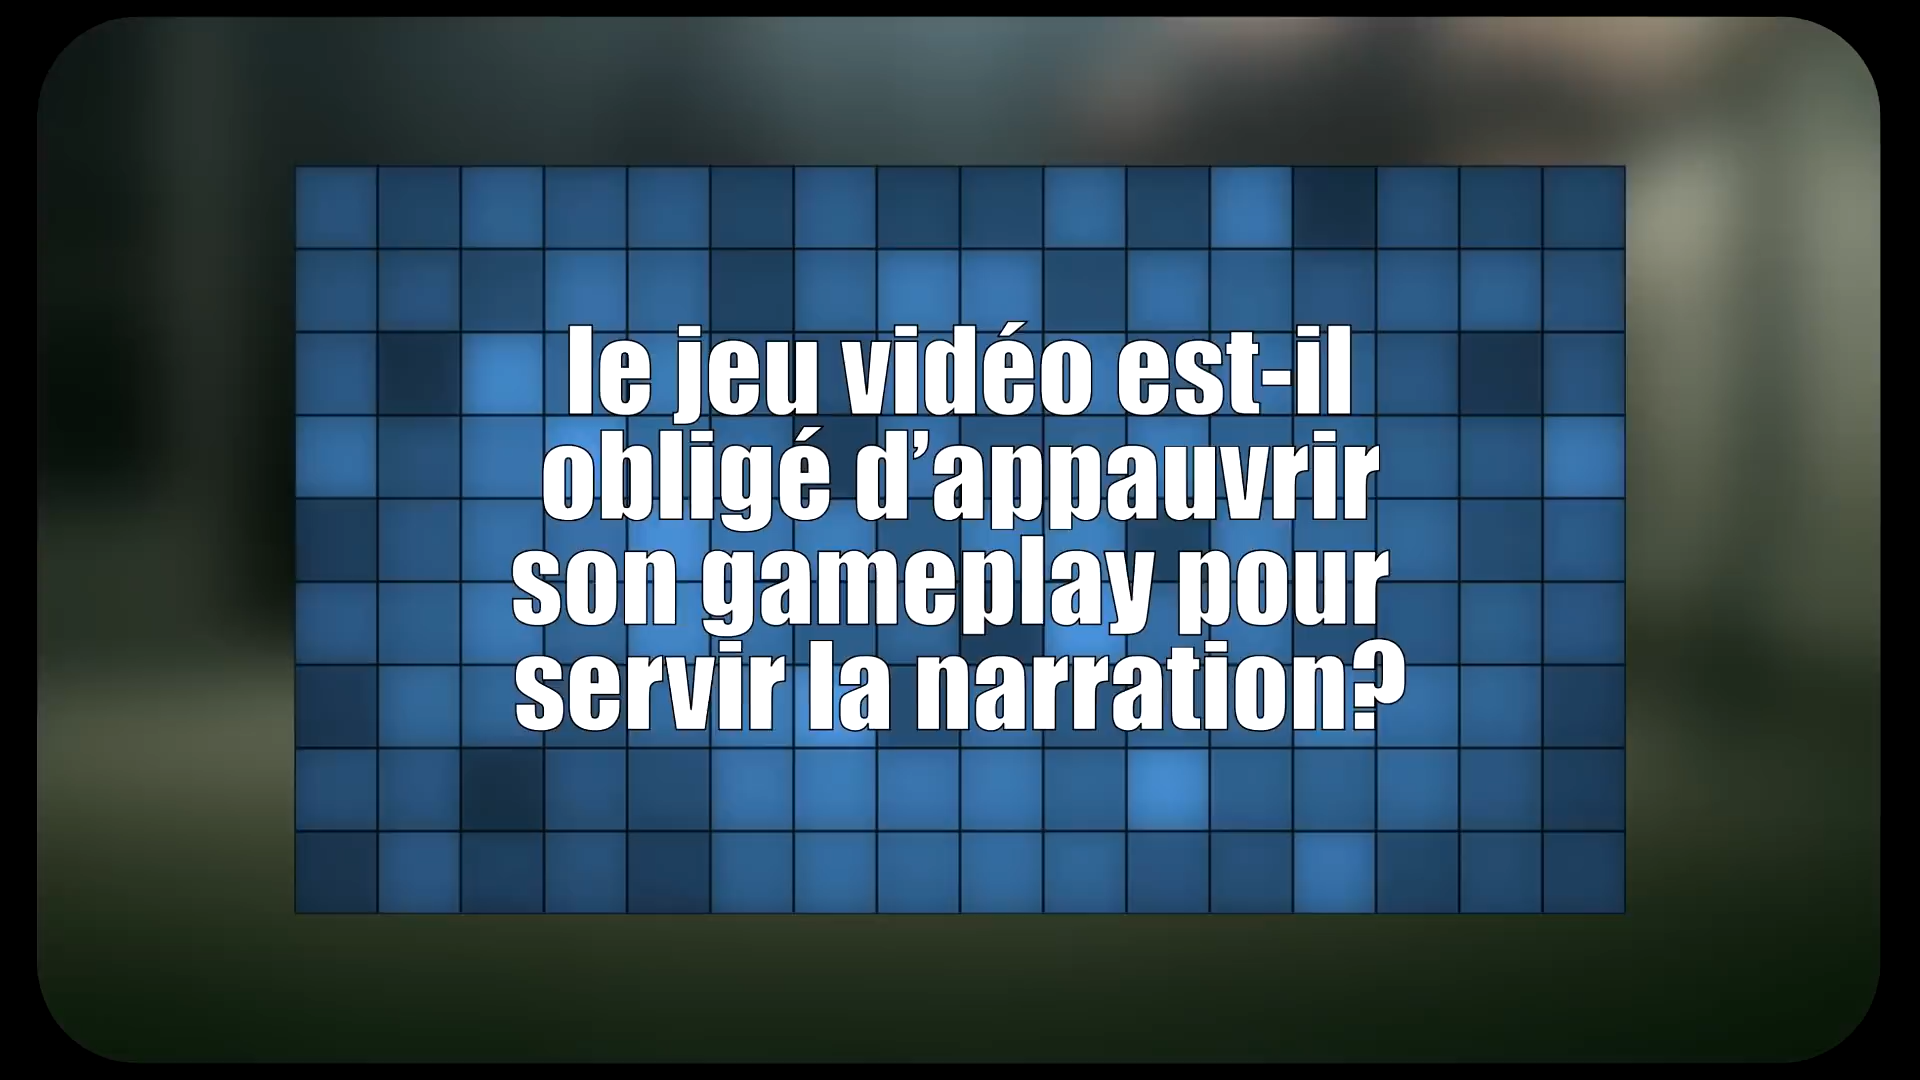 le jeu vidéo est-il
obligé d’appauvrir
son gameplay pour
servir la narration?